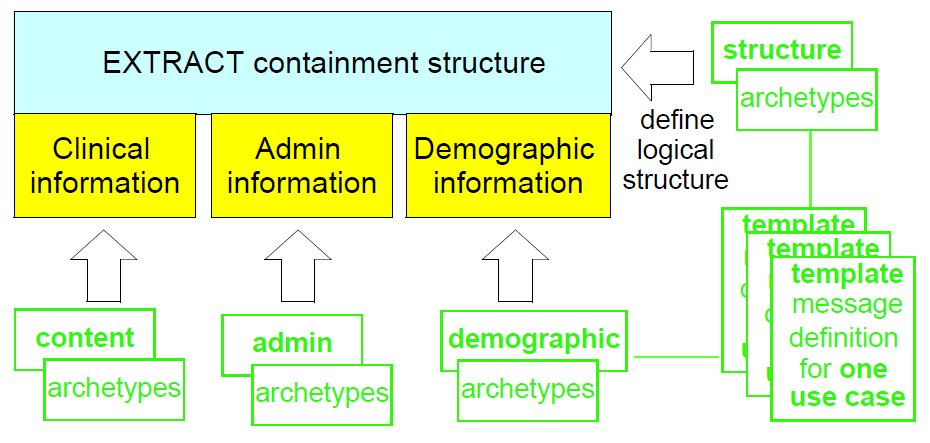 EXTRACT containment structure
structure
archetypes
define
logical
structure
Clinical
information
Admin
information
Demographic
information
template
template
template
message
definition
for one
use case
content
archetypes
admin
archetypes
demographic
archetypes